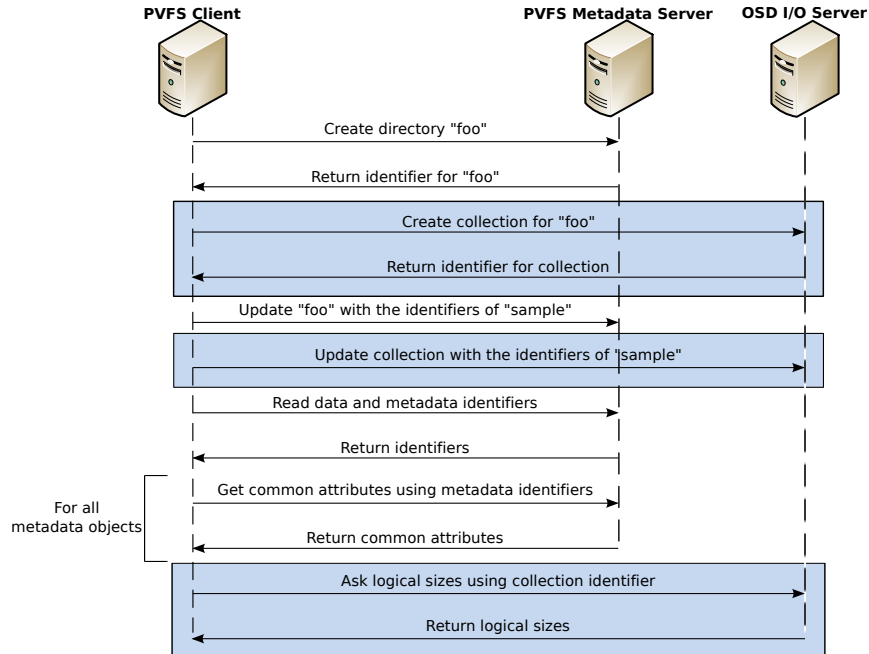 PVFS Client
PVFS Metadata Server
OSD I/O Server
Create directory "foo"
Return identifier for "foo"
Create collection for "foo"
Return identifier for collection
Update "foo" with the identifiers of "sample"
Update collection with the identifiers of "sample"
Read data and metadata identifiers
Return identifiers
For all
metadata objects
Get common attributes using metadata identifiers
Return common attributes
Ask logical sizes using collection identifier
Return logical sizes